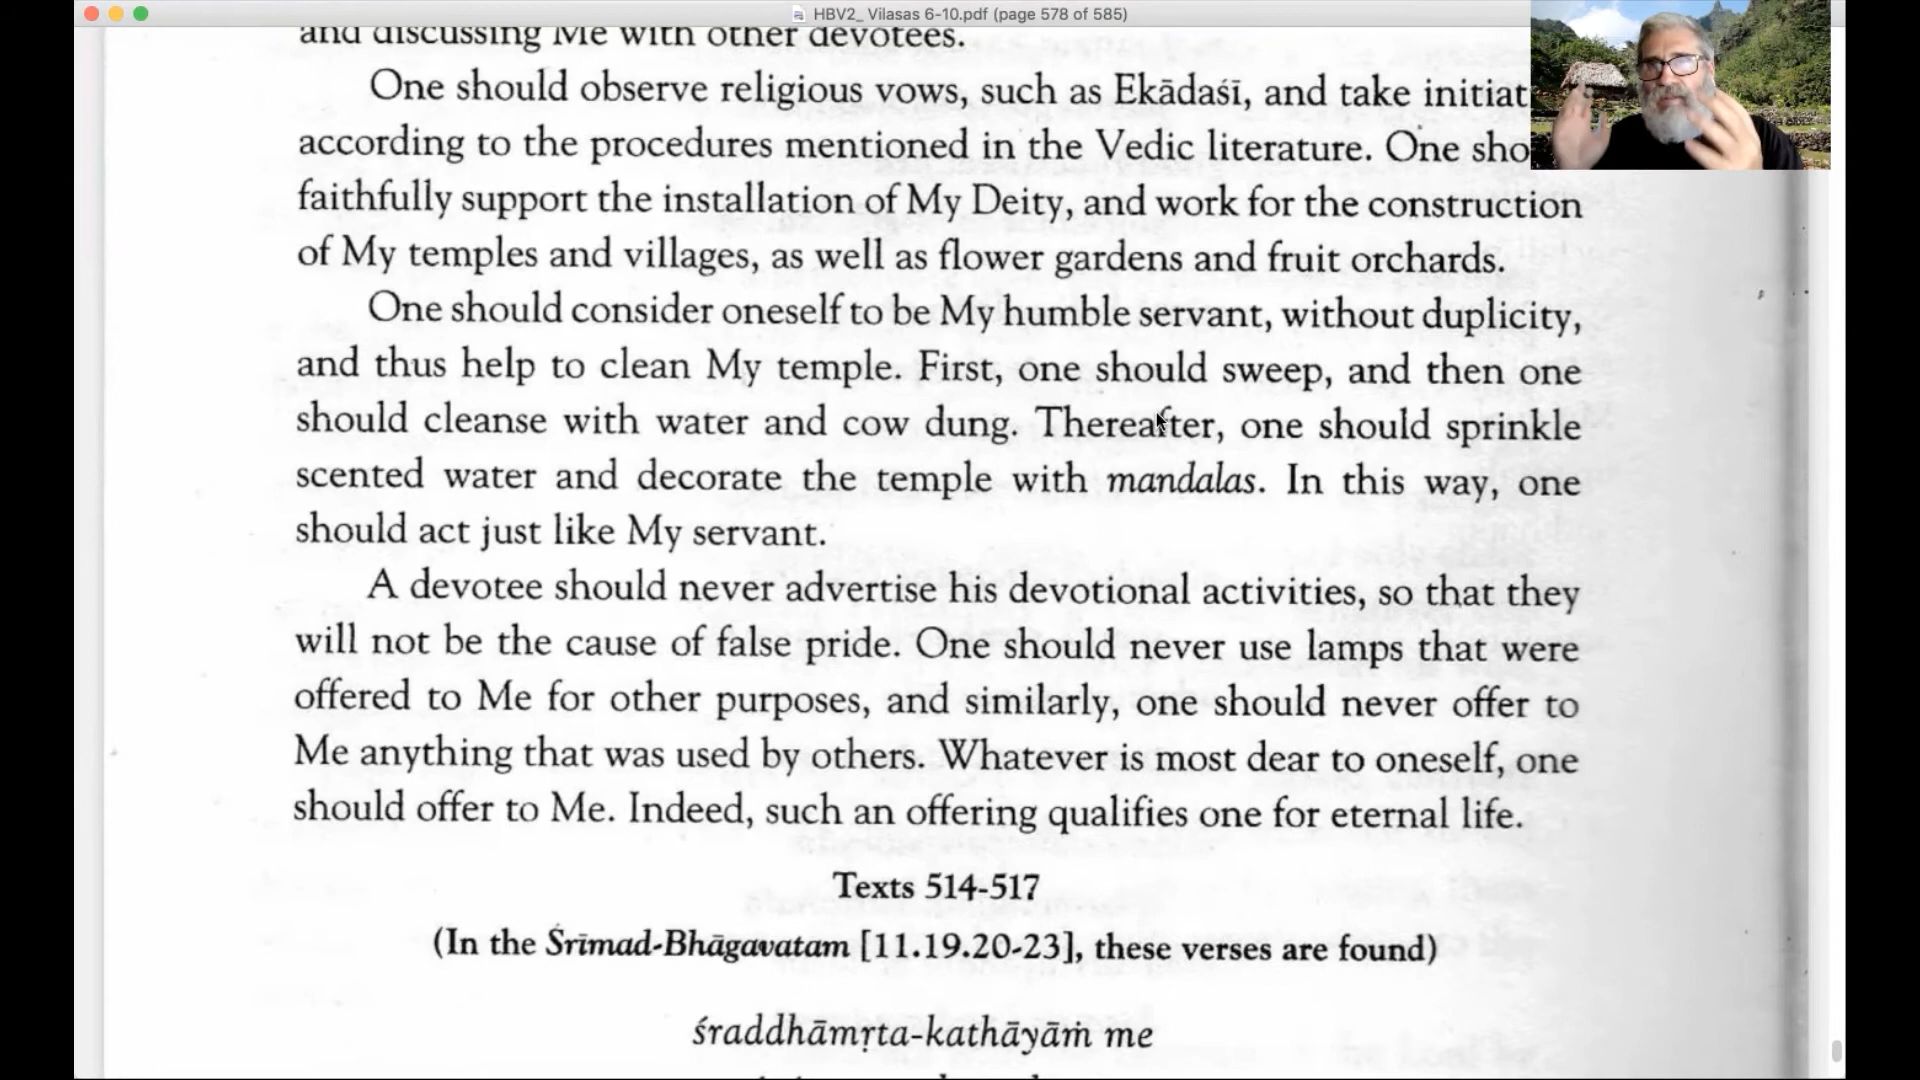 HBV2_ Vilasas 6-10.pdf (page 578 of 585)
and discussing Me with other devotees.
One should observe religious vows, such as Ekādaśī, and take initiat
according to the procedures mentioned in the Vedic literature. One sho
faithfully support the installation of My Deity, and work for the construction
of My temples and villages, as well as flower gardens and fruit orchards.
One should consider oneself to be My humble servant, without duplicity,
and thus help to clean My temple. First, one should sweep, and then one
should cleanse with water and cow dung. Thereafter, one should sprinkle
scented water and decorate the temple with mandalas. In this way, one
should act just like My servant.
A devotee should never advertise his devotional activities, so that they
will not be the cause of false pride. One should never use lamps that were
offered to Me for other purposes, and similarly, one should never offer to
Me anything that was used by others. Whatever is most dear to oneself, one
should offer to Me. Indeed, such an offering qualifies one for eternal life.
Texts 514-517
(In the Śrīmad-Bhāgavatam [11.19.20-23], these verses are found)
śraddhāmṛta-kathāyāṁ me